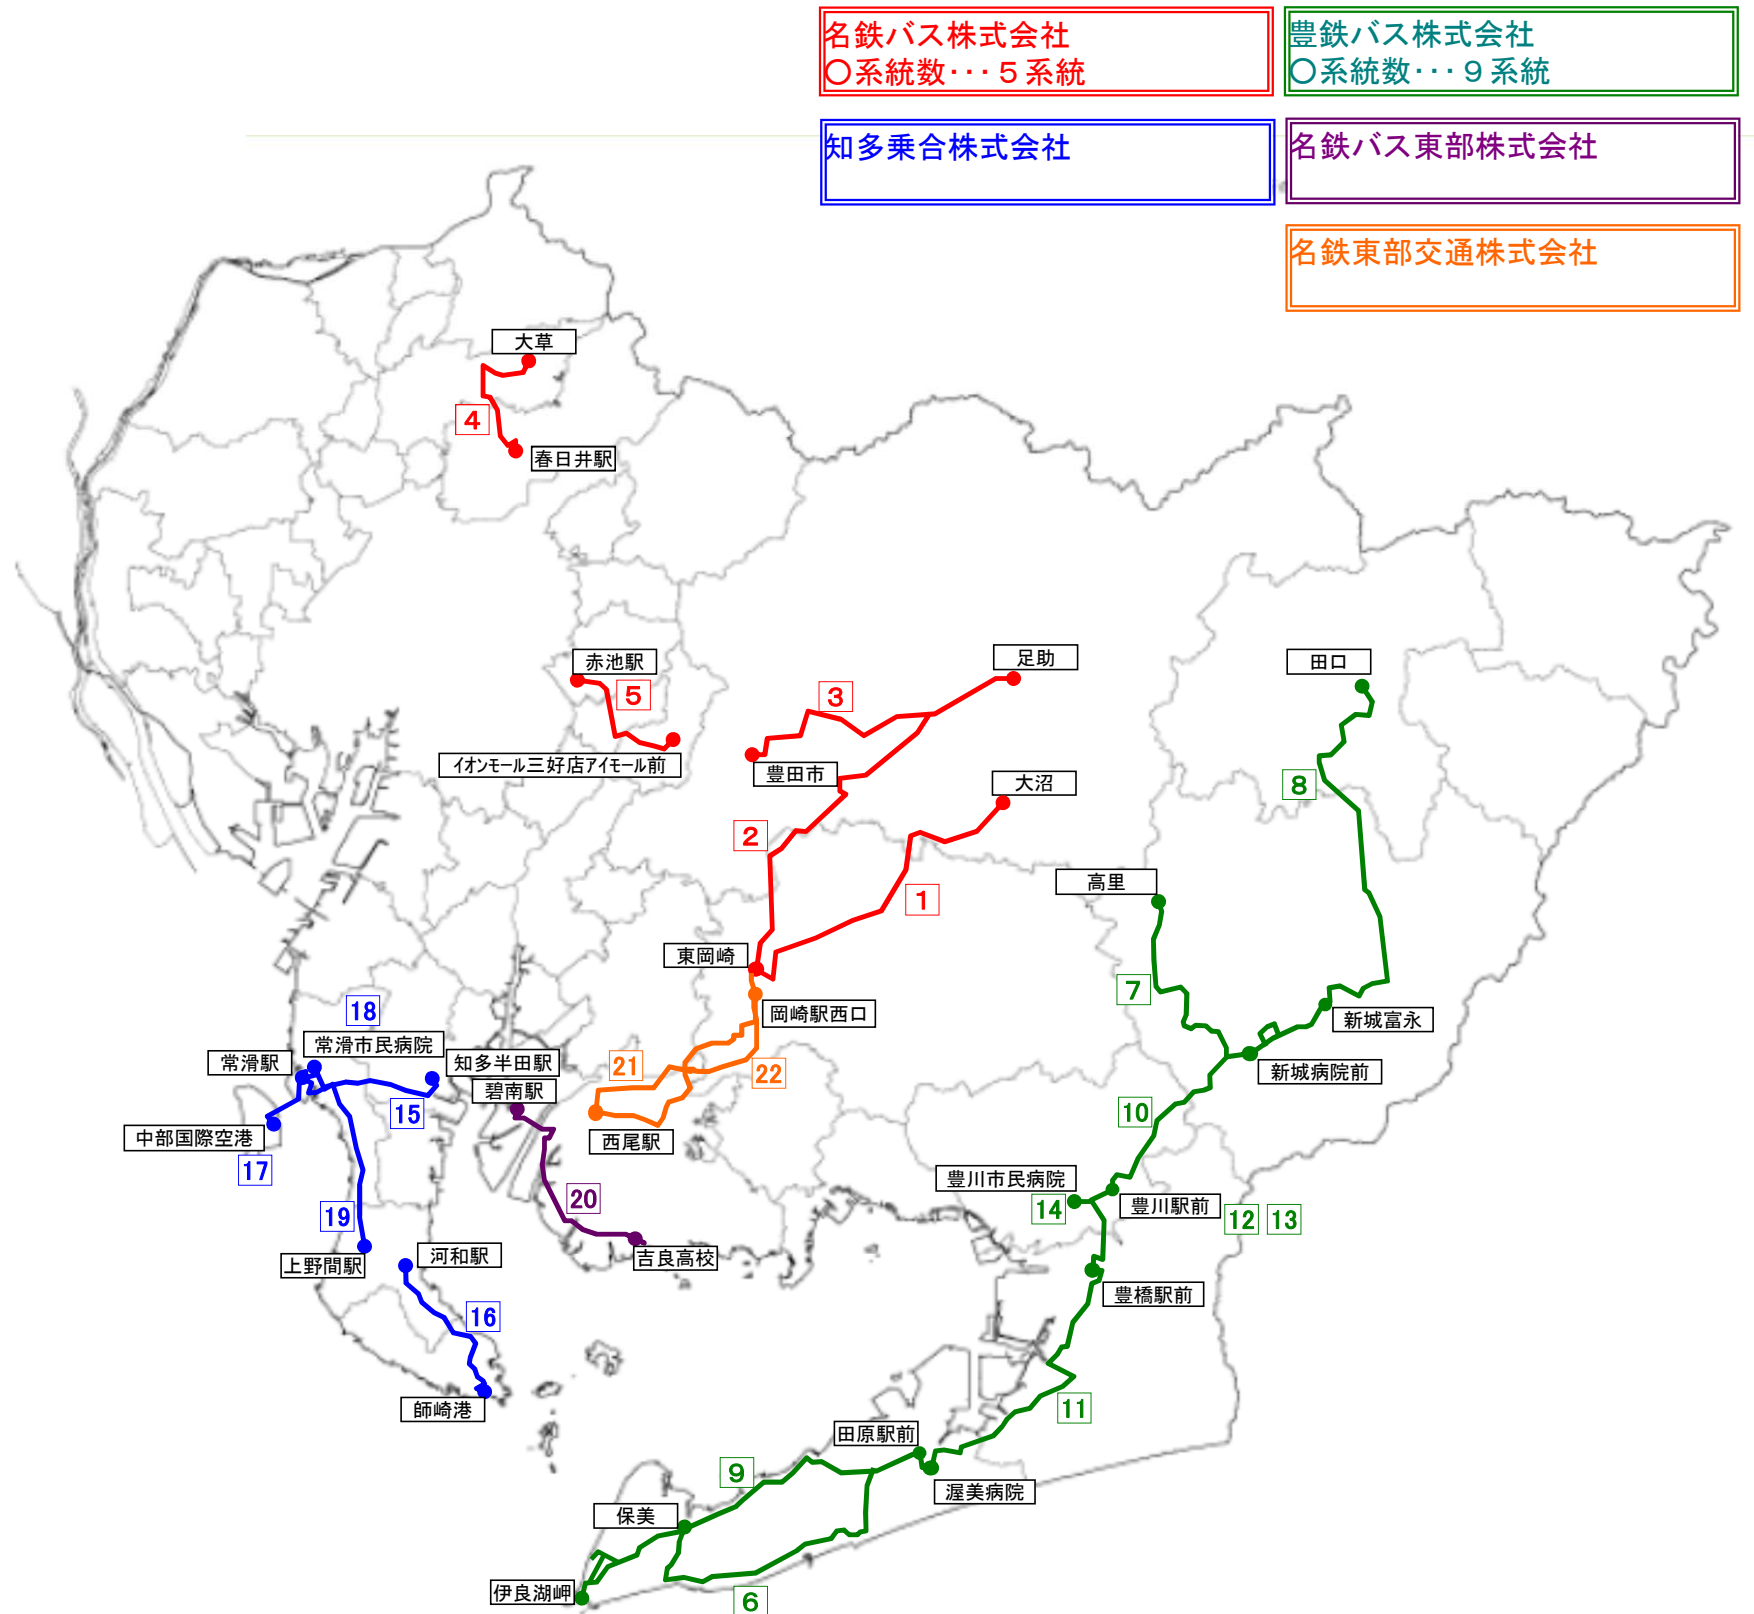 名鉄バス株式会社
〇系統数･･･５系統
豊鉄バス株式会社
〇系統数･･･９系統
知多乗合株式会社
名鉄バス東部株式会社
名鉄東部交通株式会社
大草
4
春日井駅
赤池駅
5
イオンモール三好店アイモール前
3
足助
豊田市
大沼
2
1
田口
8
高里
7
東岡崎
岡崎駅西口
新城富永
新城病院前
18
常滑市民病院
常滑駅
知多半田駅
碧南駅
21
22
15
10
中部国際空港
17
西尾駅
豊川市民病院
14
豊川駅前
12
13
19
20
上野間駅
河和駅
吉良高校
16
豊橋駅前
師崎港
11
田原駅前
9
渥美病院
保美
伊良湖岬
6